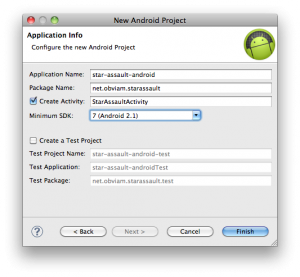 New Android Project
Application Info
Configure the new Android Project
Application Name: star-assault-android
Package Name: net.obviam.starassault
Create Activity: StarAssaultActivity
Minimum SDK: 7 (Android 2.1)
Create a Test Project
Test Project Name: star-assault-android-test
Test Application: star-assault-androidTest
Test Package: net.obviam.starassault.test
?
< Back
Next >
Cancel
Finish